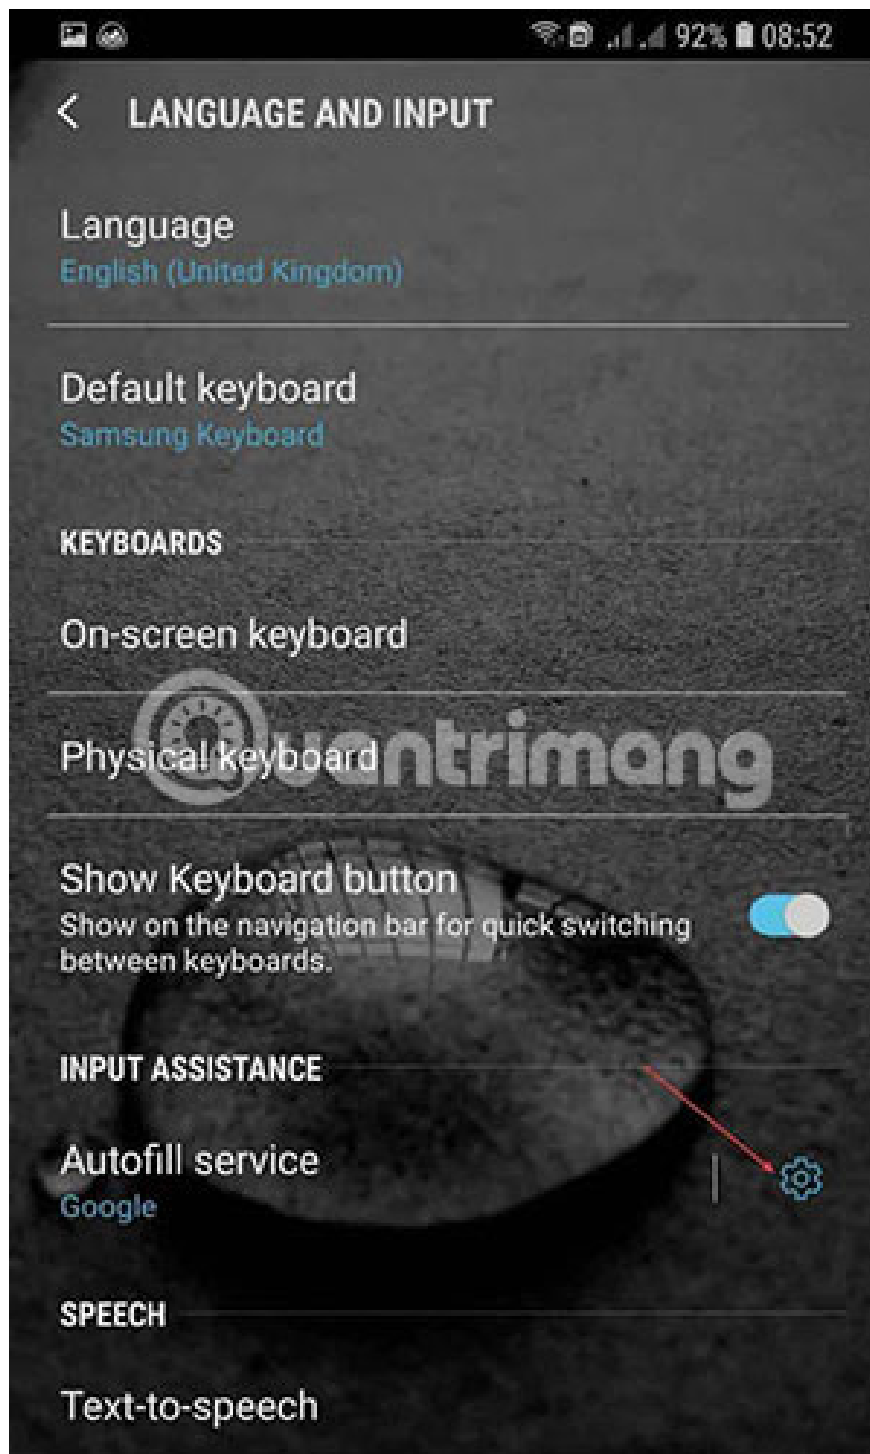 92% 08:52
LANGUAGE AND INPUT
Language
English (United Kingdom)
Default keyboard
Samsung Keyboard
KEYBOARDS
On-screen keyboard
Quantrimang
Physical keyboard
Show Keyboard button
Show on the navigation bar for quick switching
between keyboards.
INPUT ASSISTANCE
Autofill service
Google
SPEECH
Text-to-speech